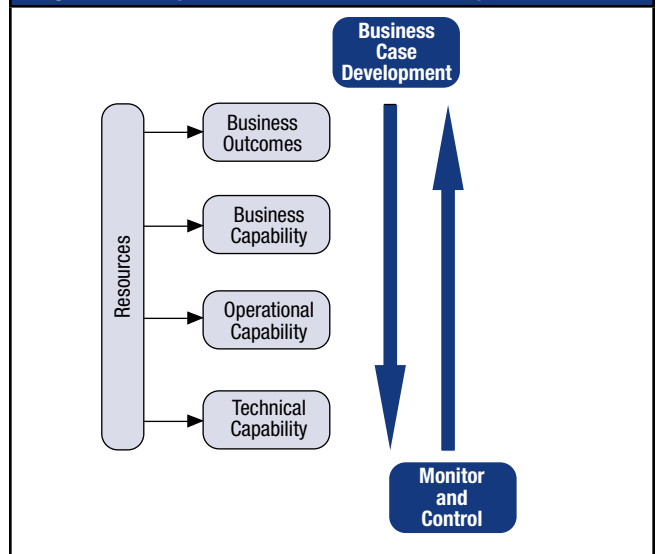 Business
Case
Development
Business
Outcomes
Business
Capability
Resources
Operational
Capability
Technical
Capability
Monitor
and
Control